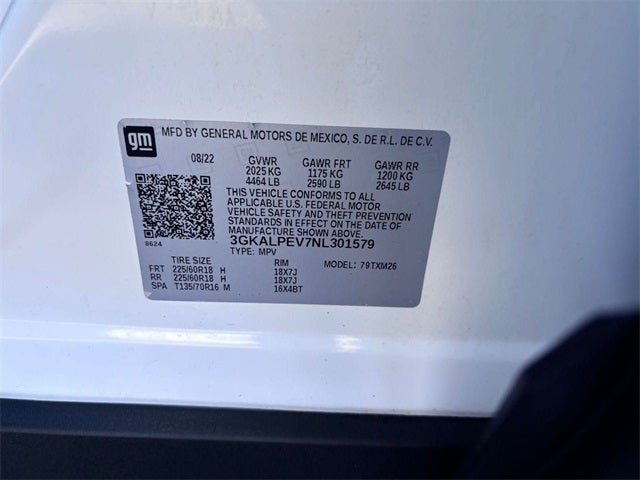 gm
MFD BY GENERAL MOTORS DE MEXICO, S. DE R.L. DE C.V.
08/22 GVWR GAWR FRT GAWR RR
2025 KG 1175 KG 1200 KG
4464 LB 2590 LB 2645 LB
THIS VEHICLE CONFORMS TO ALL
APPLICABLE U.S. FEDERAL MOTOR
VEHICLE SAFETY AND THEFT PREVENTION
STANDARDS IN EFFECT ON THE DATE OF
MANUFACTURE SHOWN ABOVE.
8624 3GKALPEV7NL301579
TYPE: MPV MODEL: 79TXM26
TIRE SIZE RIM
FRT 225/60R18 H 18X7J
RR 225/60R18 H 18X7J
SPA T135/70R16 M 16X4BT